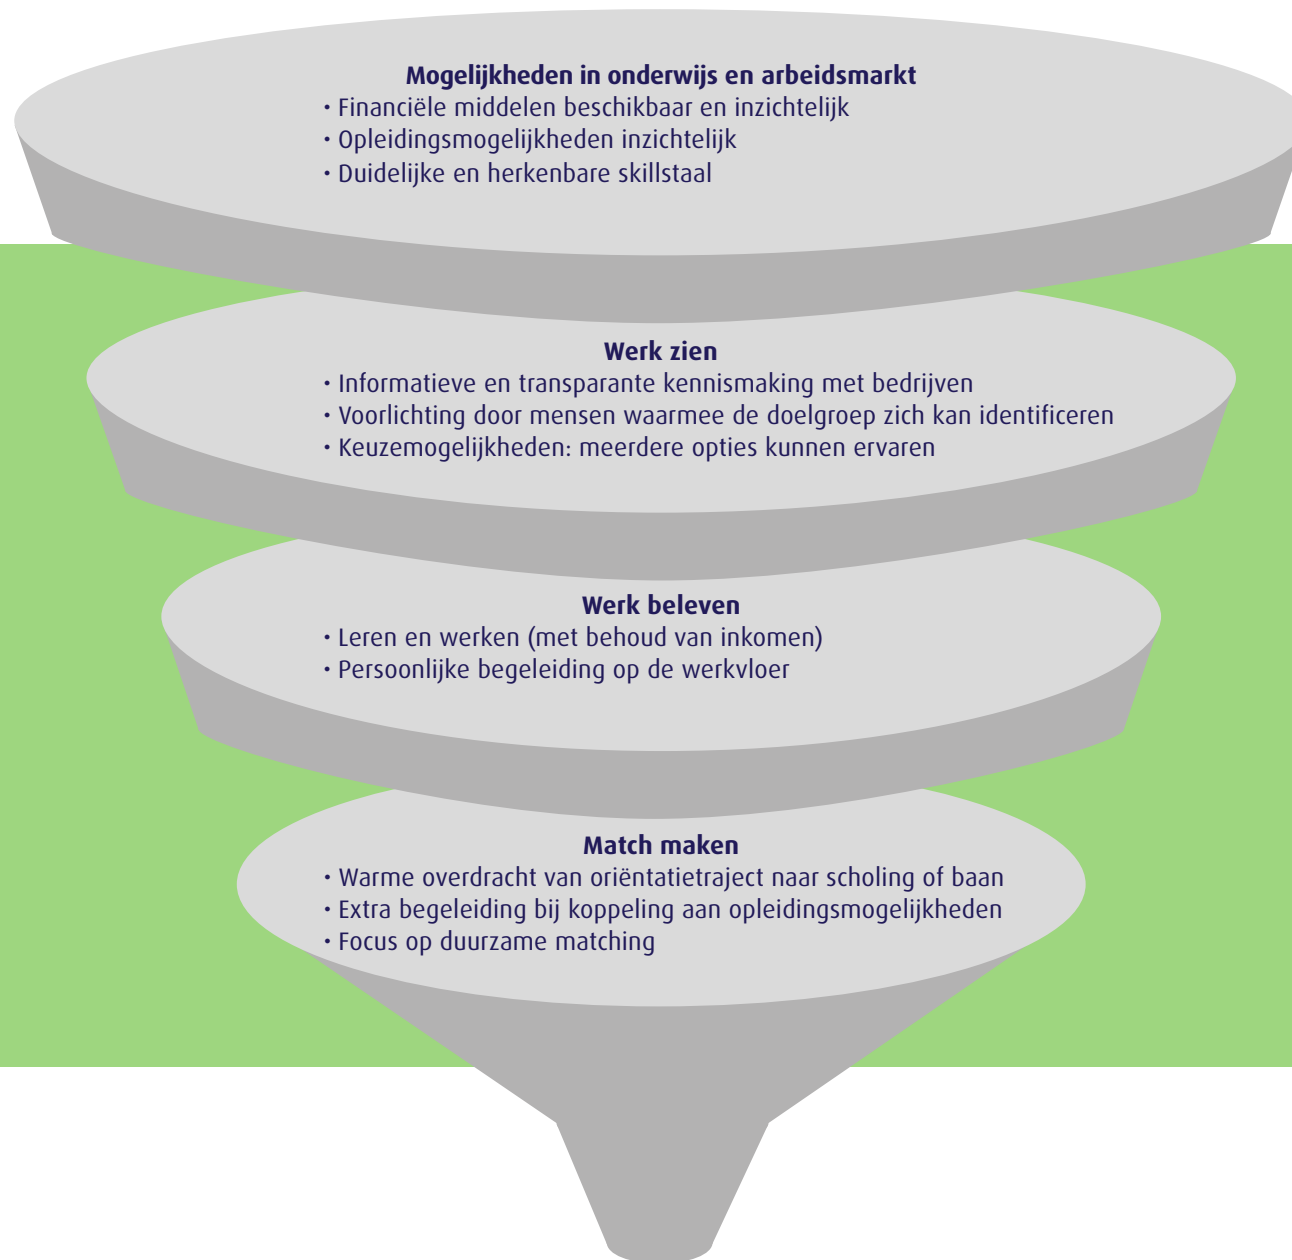 Mogelijkheden in onderwijs en arbeidsmarkt
· Financiële middelen beschikbaar en inzichtelijk
· Opleidingsmogelijkheden inzichtelijk
· Duidelijke en herkenbare skillstaal
Werk zien
· Informatieve en transparante kennismaking met bedrijven
· Voorlichting door mensen waarmee de doelgroep zich kan identificeren
· Keuzemogelijkheden: meerdere opties kunnen ervaren
Werk beleven
· Leren en werken (met behoud van inkomen)
· Persoonlijke begeleiding op de werkvloer
Match maken
· Warme overdracht van oriëntatietraject naar scholing of baan
· Extra begeleiding bij koppeling aan opleidingsmogelijkheden
· Focus op duurzame matching